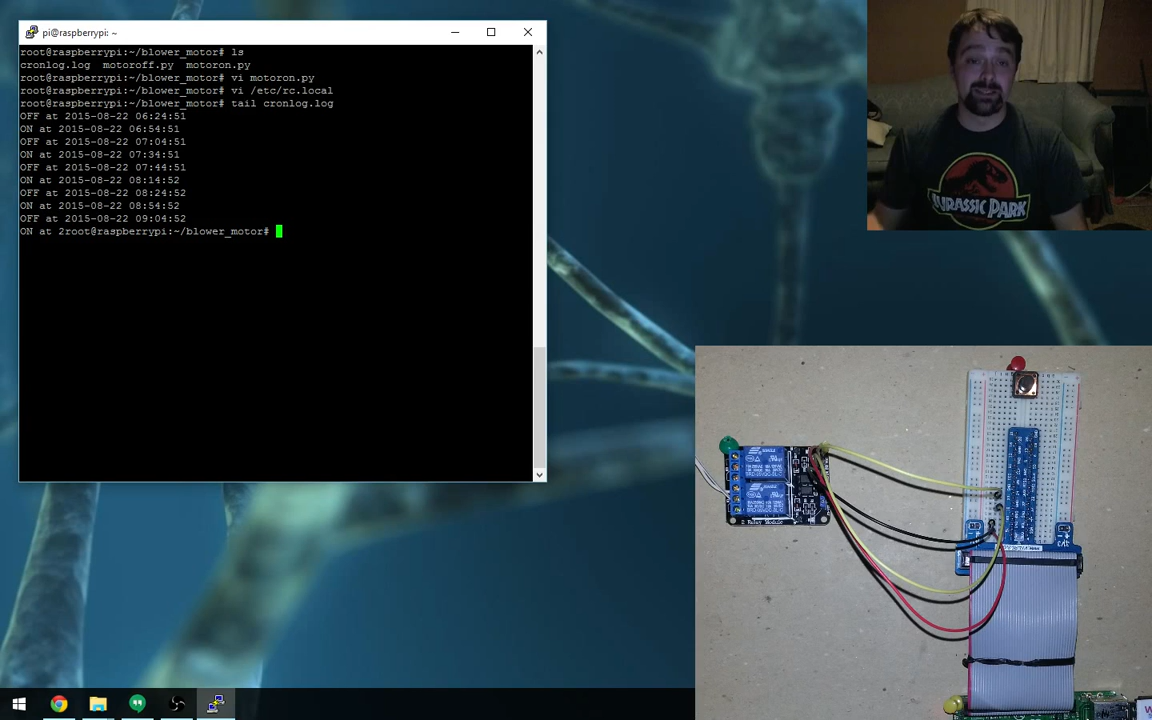 pi@raspberrypi: ~
root@raspberrypi:~/blower_motor# ls
cronlog.log  motoroff.py  motoron.py
root@raspberrypi:~/blower_motor# vi motoron.py
root@raspberrypi:~/blower_motor# vi /etc/rc.local
root@raspberrypi:~/blower_motor# tail cronlog.log
OFF at 2015-08-22 06:24:51
ON at 2015-08-22 06:54:51
OFF at 2015-08-22 07:04:51
ON at 2015-08-22 07:34:51
OFF at 2015-08-22 07:44:51
ON at 2015-08-22 08:14:52
OFF at 2015-08-22 08:24:52
ON at 2015-08-22 08:54:52
OFF at 2015-08-22 09:04:52
ON at 2root@raspberrypi:~/blower_motor#
JURASSIC PARK
2 Relay Module